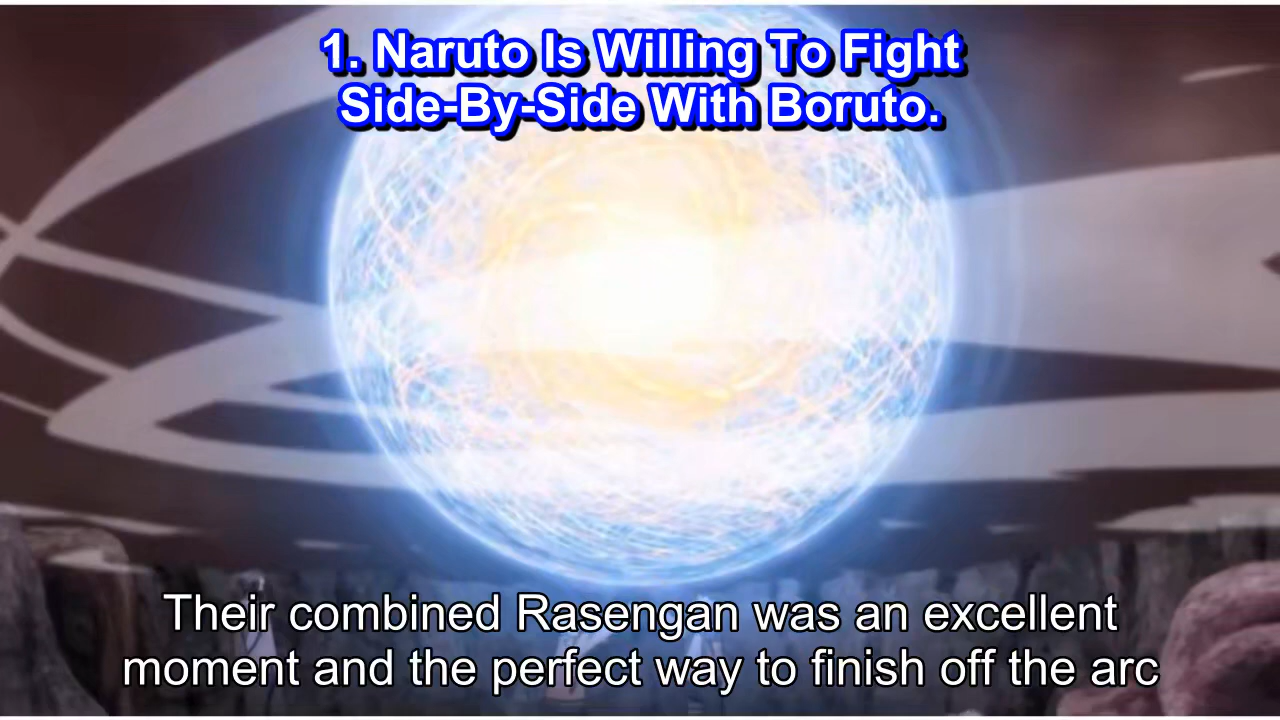 1. Naruto Is Willing To Fight
Side-By-Side With Boruto.
Their combined Rasengan was an excellent
moment and the perfect way to finish off the arc